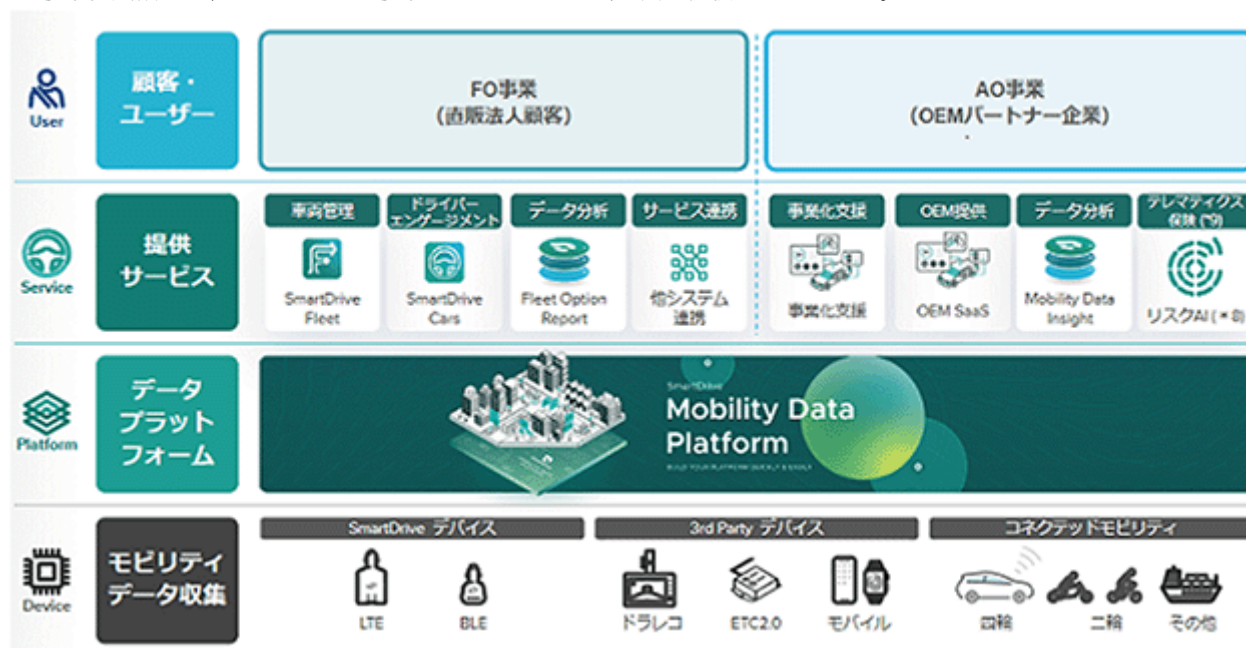 User
顧客・
ユーザー
FO事業
(直販法人顧客)
AO事業
(OEMパートナー企業)
Service
提供
サービス
車両管理
SmartDrive
Fleet
ドライバー
エンゲージメント
SmartDrive
Cars
データ分析
Fleet Option
Report
サービス連携
他システム
連携
事業化支援
事業化支援
OEM提供
OEM SaaS
データ分析
Mobility Data
Insight
テレマティクス
保険(*9)
リスクAI(*8)
Platform
データ
プラット
フォーム
SmartDrive
Mobility Data
Platform
BUILD YOUR PLATFORM QUICKLY & EASILY
Device
モビリティ
データ収集
SmartDrive デバイス
LTE
BLE
3rd Party デバイス
ドラレコ
ETC2.0
モバイル
コネクテッドモビリティ
四輪
二輪
その他